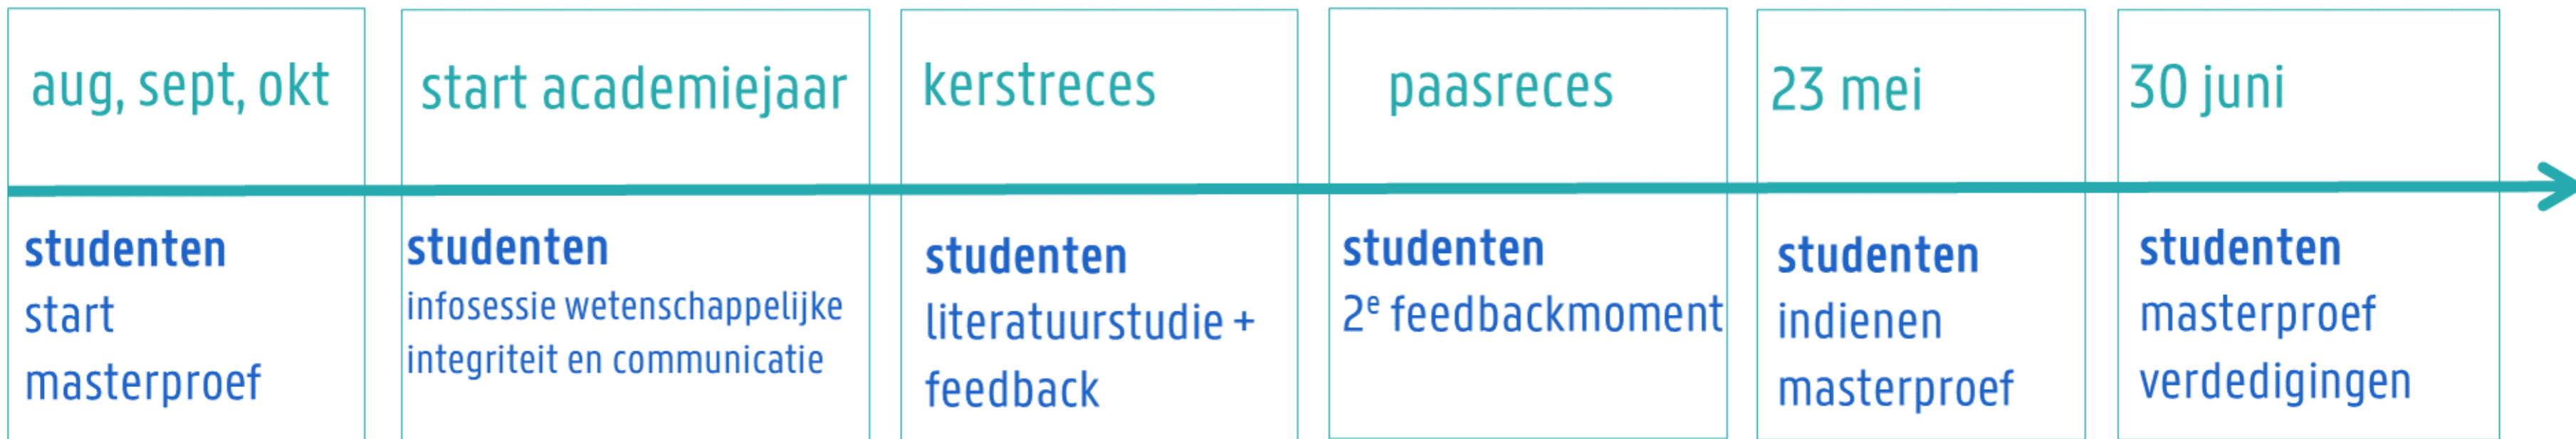 aug, sept, okt
start academiejaar
kerstreces
paasreces
23 mei
30 juni
studenten
start
masterproef
studenten
infosessie wetenschappelijke
integriteit en communicatie
studenten
literatuurstudie +
feedback
studenten
2e feedbackmoment
studenten
indienen
masterproef
studenten
masterproef
verdedigingen